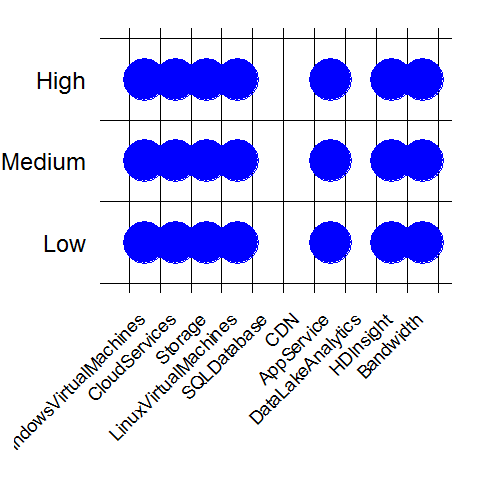 High
Medium
Low
ndowsVirtualMachines
CloudServices
Storage
LinuxVirtualMachines
SQLDatabase
CDN
AppService
DataLakeAnalytics
HDInsight
Bandwidth